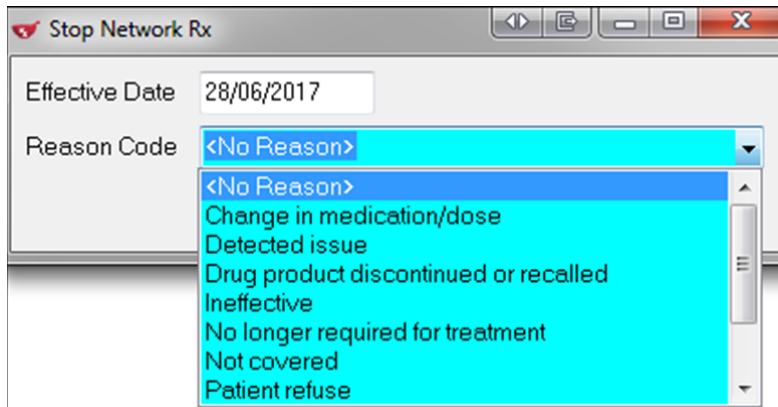 Stop Network Rx
Effective Date 28/06/2017
Reason Code <No Reason>
<No Reason>
Change in medication/dose
Detected issue
Drug product discontinued or recalled
Ineffective
No longer required for treatment
Not covered
Patient refuse